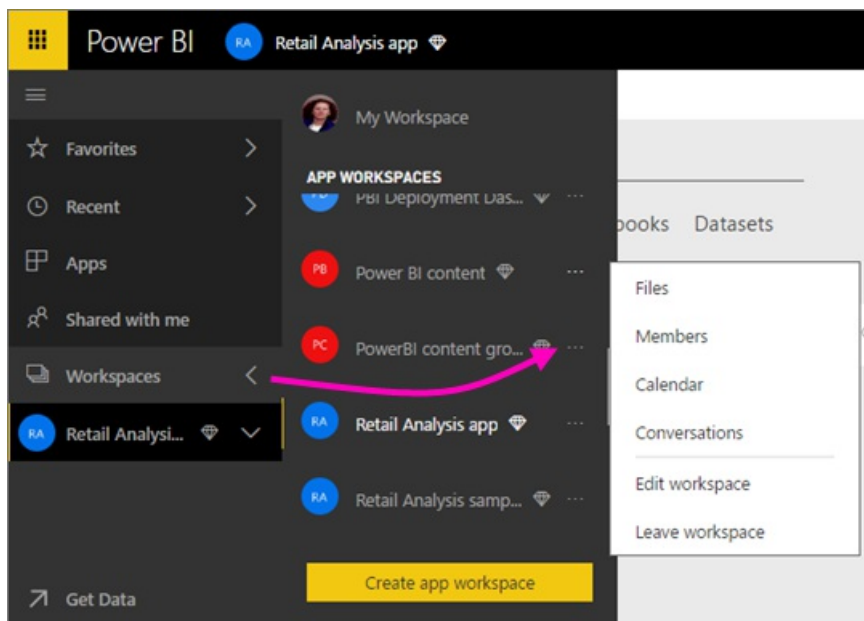 Power BI RA Retail Analysis app
My Workspace
Favorites
APP WORKSPACES
PBI Deployment Das... ...
Recent
books Datasets
Apps
PB Power BI content ...
Files
Shared with me
Members
PC PowerBI content gro... ...
Workspaces
Calendar
RA Retail Analysi...
RA Retail Analysis app ...
Conversations
Edit workspace
RA Retail Analysis samp... ...
Leave workspace
Create app workspace
Get Data